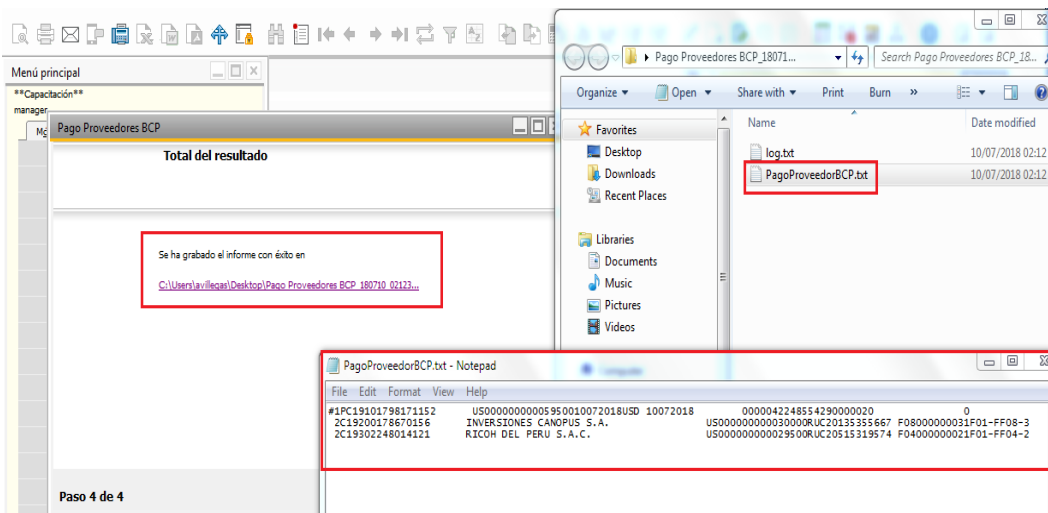 Menú principal
**Capacitación**
manager
Pago Proveedores BCP
Total del resultado
Se ha grabado el informe con éxito en
C:\Users\avillegas\Desktop\Pago Proveedores BCP_180710_02123...
Paso 4 de 4
Pago Proveedores BCP_18071...
Search Pago Proveedores BCP_18...
Organize
Open
Share with
Print
Burn
»
Favorites
Desktop
Downloads
Recent Places
Libraries
Documents
Music
Pictures
Videos
Name
Date modified
log.txt
10/07/2018 02:12
PagoProveedorBCP.txt
10/07/2018 02:12
PagoProveedorBCP.txt - Notepad
File Edit Format View Help
#1PC19101798171152 US00000000005950010072018USD 10072018 0000042248554290000020 0
2C19200178670156 INVERSIONES CANOPUS S.A. US000000000030000RUC20135355667 F08000000031F01-FF08-3
2C19302248014121 RICOH DEL PERU S.A.C. US000000000029500RUC20515319574 F04000000021F01-FF04-2